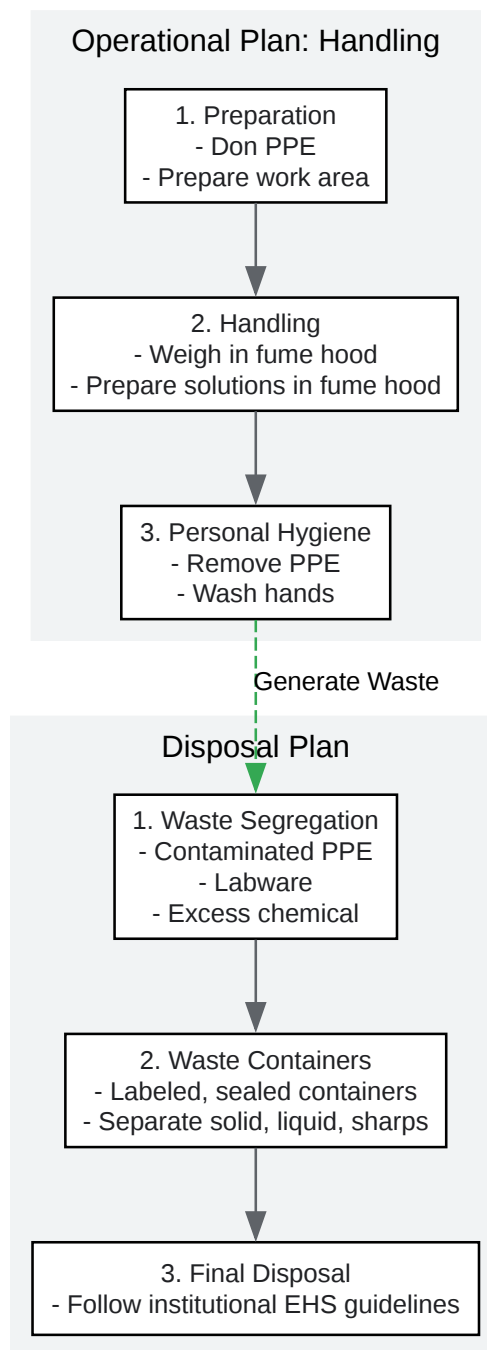 Operational Plan: Handling
1. Preparation
- Don PPE
- Prepare work area
2. Handling
- Weigh in fume hood
- Prepare solutions in fume hood
3. Personal Hygiene
- Remove PPE
- Wash hands
Generate Waste
Disposal Plan
1. Waste Segregation
- Contaminated PPE
- Labware
- Excess chemical
2. Waste Containers
- Labeled, sealed containers
- Separate solid, liquid, sharps
3. Final Disposal
- Follow institutional EHS guidelines